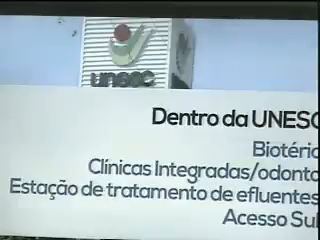 unesc
Dentro da UNESC
Biotério
Clínicas Integradas/odonto
Estação de tratamento de efluentes
Acesso Sul